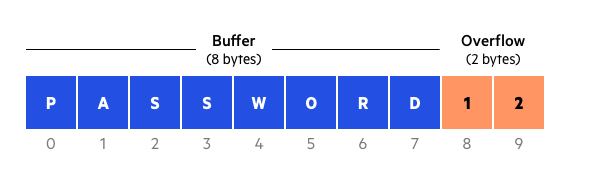 Buffer Overflow
(8 bytes) (2 bytes)
P A S S W O R D 1 2
0 1 2 3 4 5 6 7 8 9